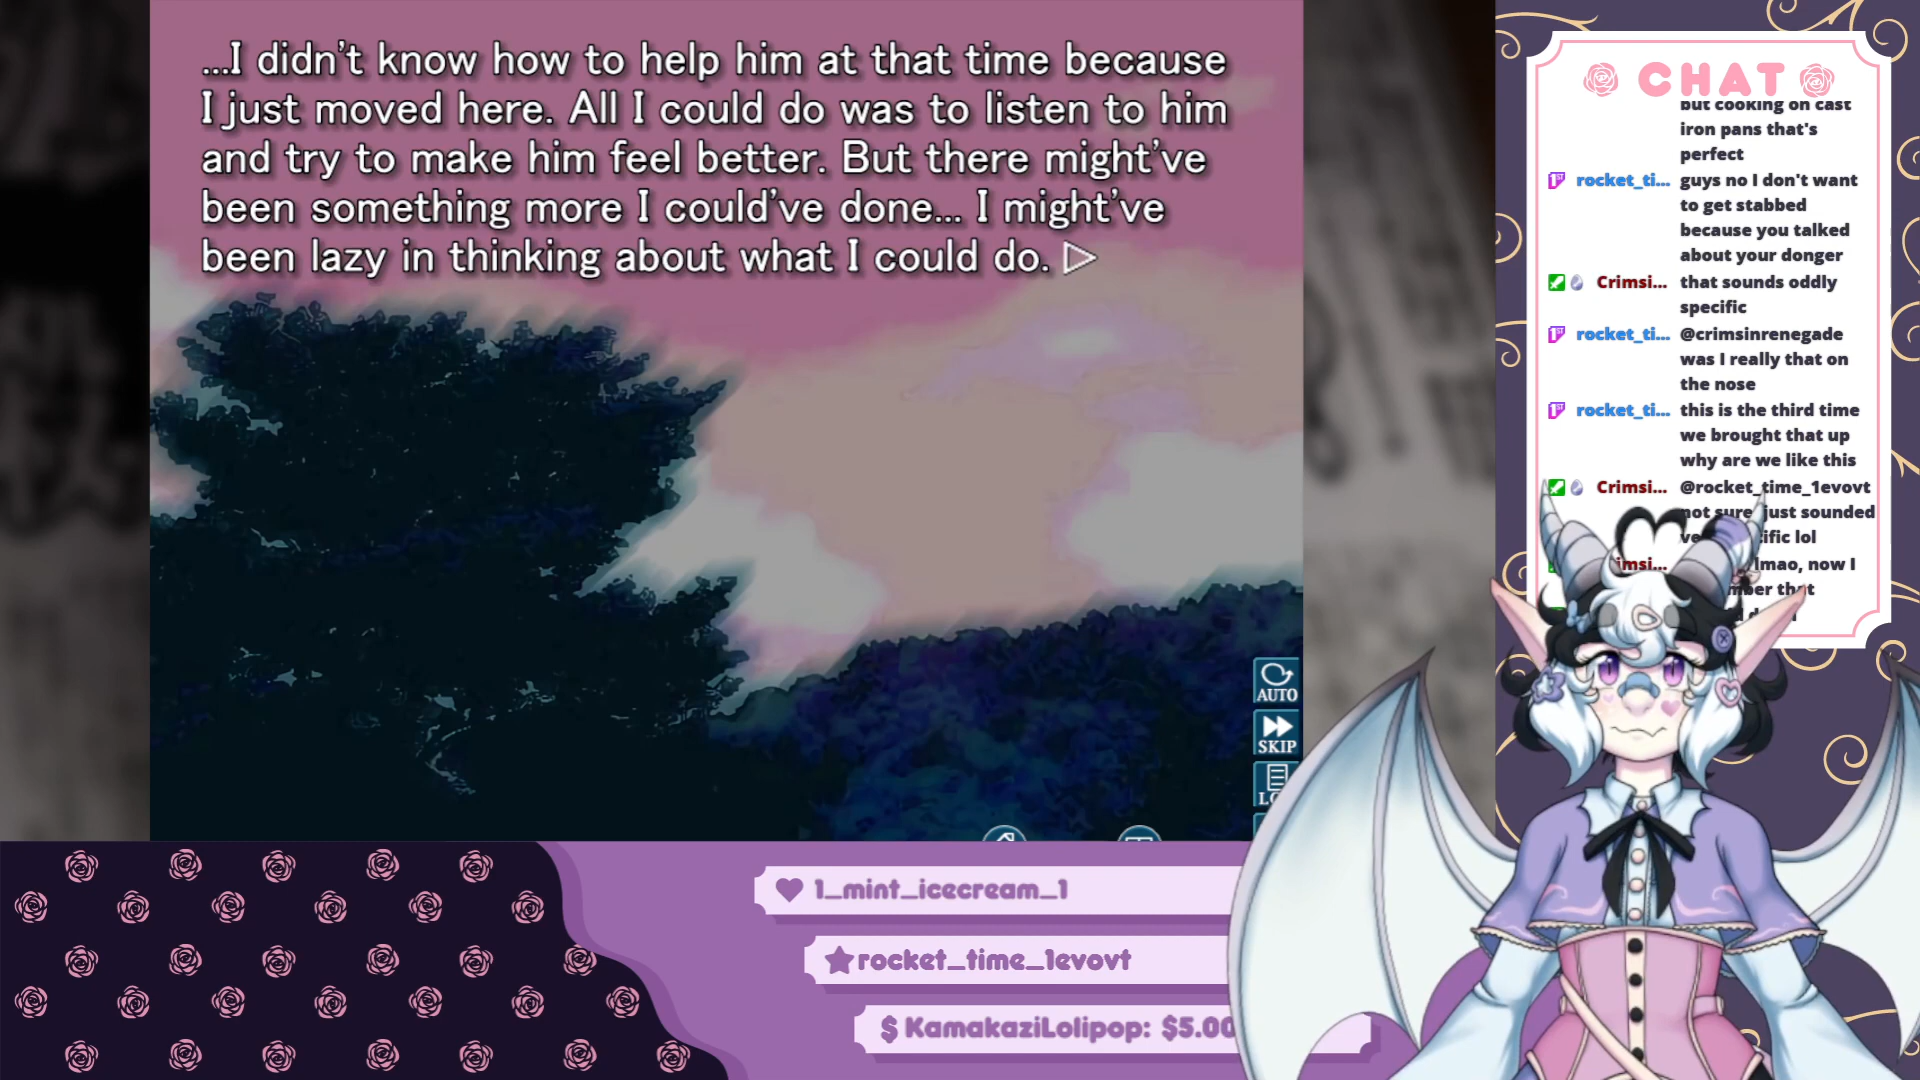 ...I didn't know how to help him at that time because
I just moved here. All I could do was to listen to him
and try to make him feel better. But there might've
been something more I could've done... I might've
been lazy in thinking about what I could do.
AUTO
SKIP
CHAT
but cooking on cast
iron pans that's
perfect
rocket_ti... guys no I don't want
to get stabbed
because you talked
about your donger
Crimsi... that sounds oddly
specific
rocket_ti... @crimsinrenegade
was I really that on
the nose
rocket_ti... this is the third time
we brought that up
why are we like this
Crimsi... @rocket_time_1evovt
not sure, just sounded
lol
lmao, now I
that
1_mint_icecream_1
rocket_time_1evovt
$ KamakaziLolipop: $5.00